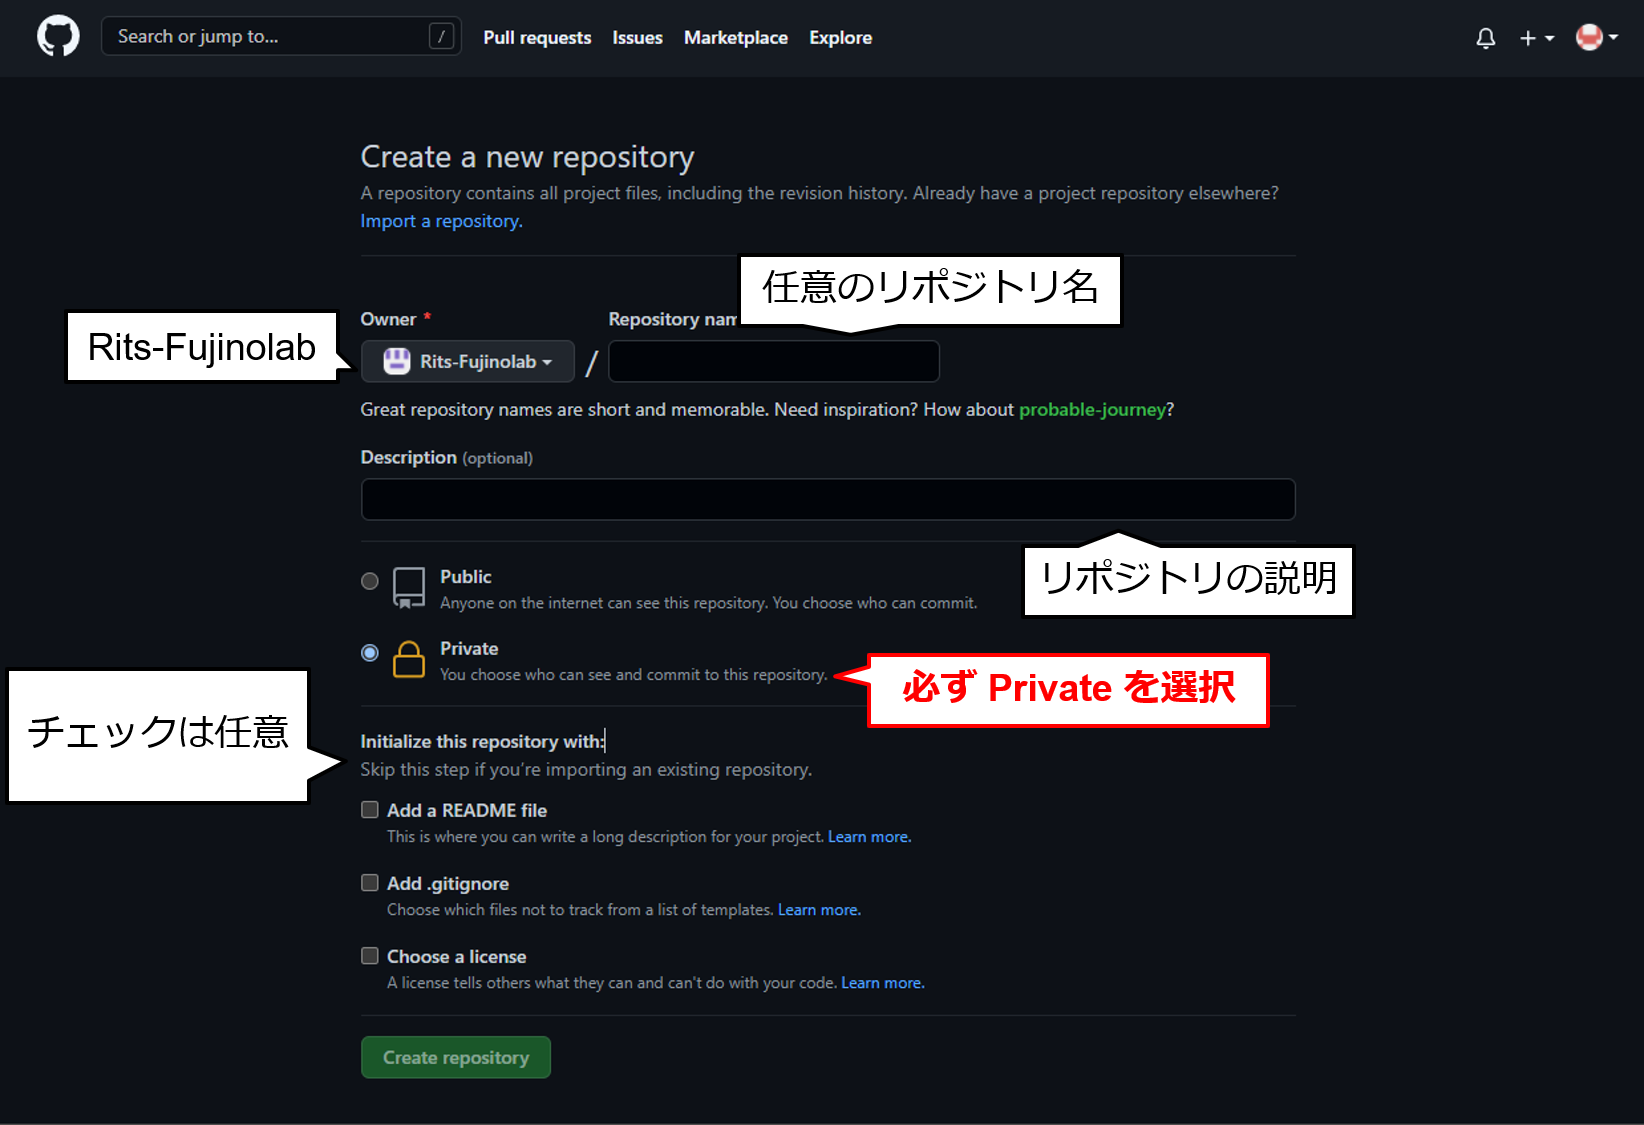 Search or jump to...
/
Pull requests
Issues
Marketplace
Explore
Create a new repository
A repository contains all project files, including the revision history. Already have a project repository elsewhere?
Import a repository.
任意のリポジトリ名
Rits-Fujinolab
Owner *
Repository nam
Rits-Fujinolab
/
Great repository names are short and memorable. Need inspiration? How about probable-journey?
Description (optional)
リポジトリの説明
Public
Anyone on the internet can see this repository. You choose who can commit.
Private
You choose who can see and commit to this repository.
必ず Private を選択
チェックは任意
Initialize this repository with:
Skip this step if you're importing an existing repository.
Add a README file
This is where you can write a long description for your project. Learn more.
Add .gitignore
Choose which files not to track from a list of templates. Learn more.
Choose a license
A license tells others what they can and can't do with your code. Learn more.
Create repository